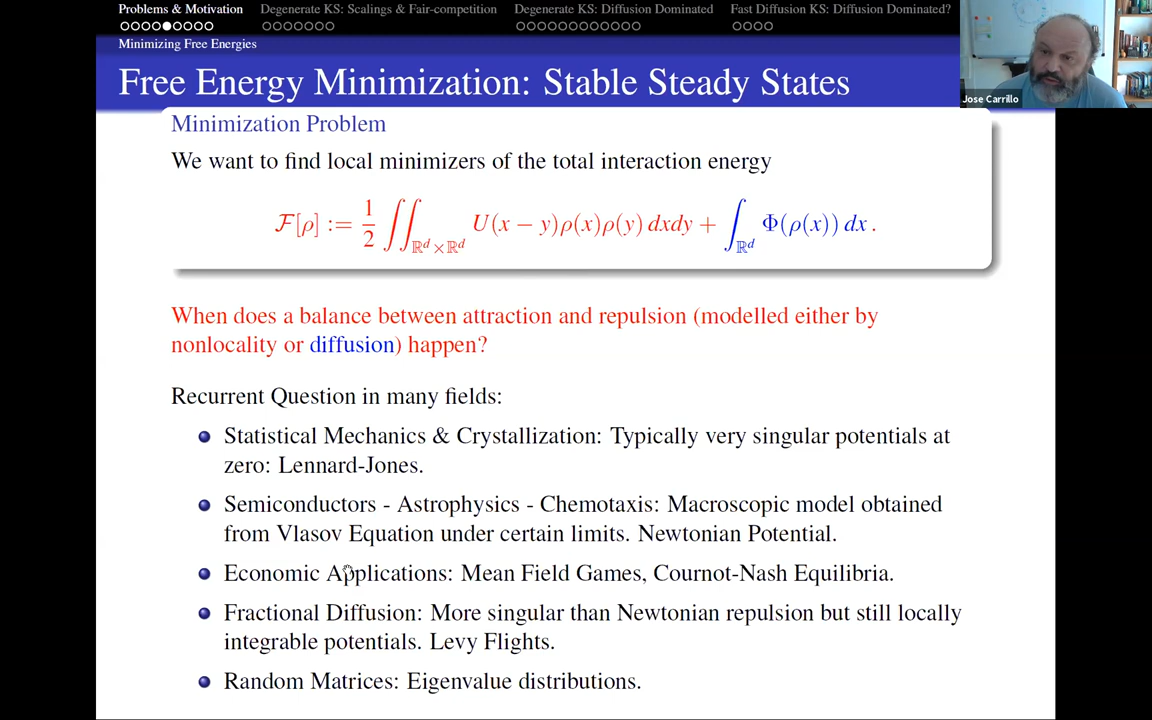 Problems & Motivation Degenerate KS: Scalings & Fair-competition Degenerate KS: Diffusion Dominated Fast Diffusion KS: Diffusion Dominated?
Minimizing Free Energies
Free Energy Minimization: Stable Steady States
Jose Carrillo
Minimization Problem
We want to find local minimizers of the total interaction energy
ℱ[ρ] := 1/2 ∬_{ℝ^d×ℝ^d} U(x − y)ρ(x)ρ(y) dxdy + ∫_{ℝ^d} Φ(ρ(x)) dx .
When does a balance between attraction and repulsion (modelled either by
nonlocality or diffusion) happen?
Recurrent Question in many fields:
Statistical Mechanics & Crystallization: Typically very singular potentials at
zero: Lennard-Jones.
Semiconductors - Astrophysics - Chemotaxis: Macroscopic model obtained
from Vlasov Equation under certain limits. Newtonian Potential.
Economic Applications: Mean Field Games, Cournot-Nash Equilibria.
Fractional Diffusion: More singular than Newtonian repulsion but still locally
integrable potentials. Levy Flights.
Random Matrices: Eigenvalue distributions.